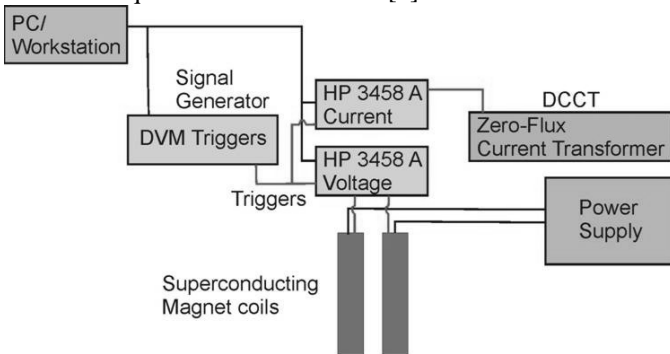 PC/
Workstation
Signal
Generator
DVM Triggers
HP 3458 A
Current
DCCT
Zero-Flux
Current Transformer
HP 3458 A
Voltage
Triggers
Power
Supply
Superconducting
Magnet coils